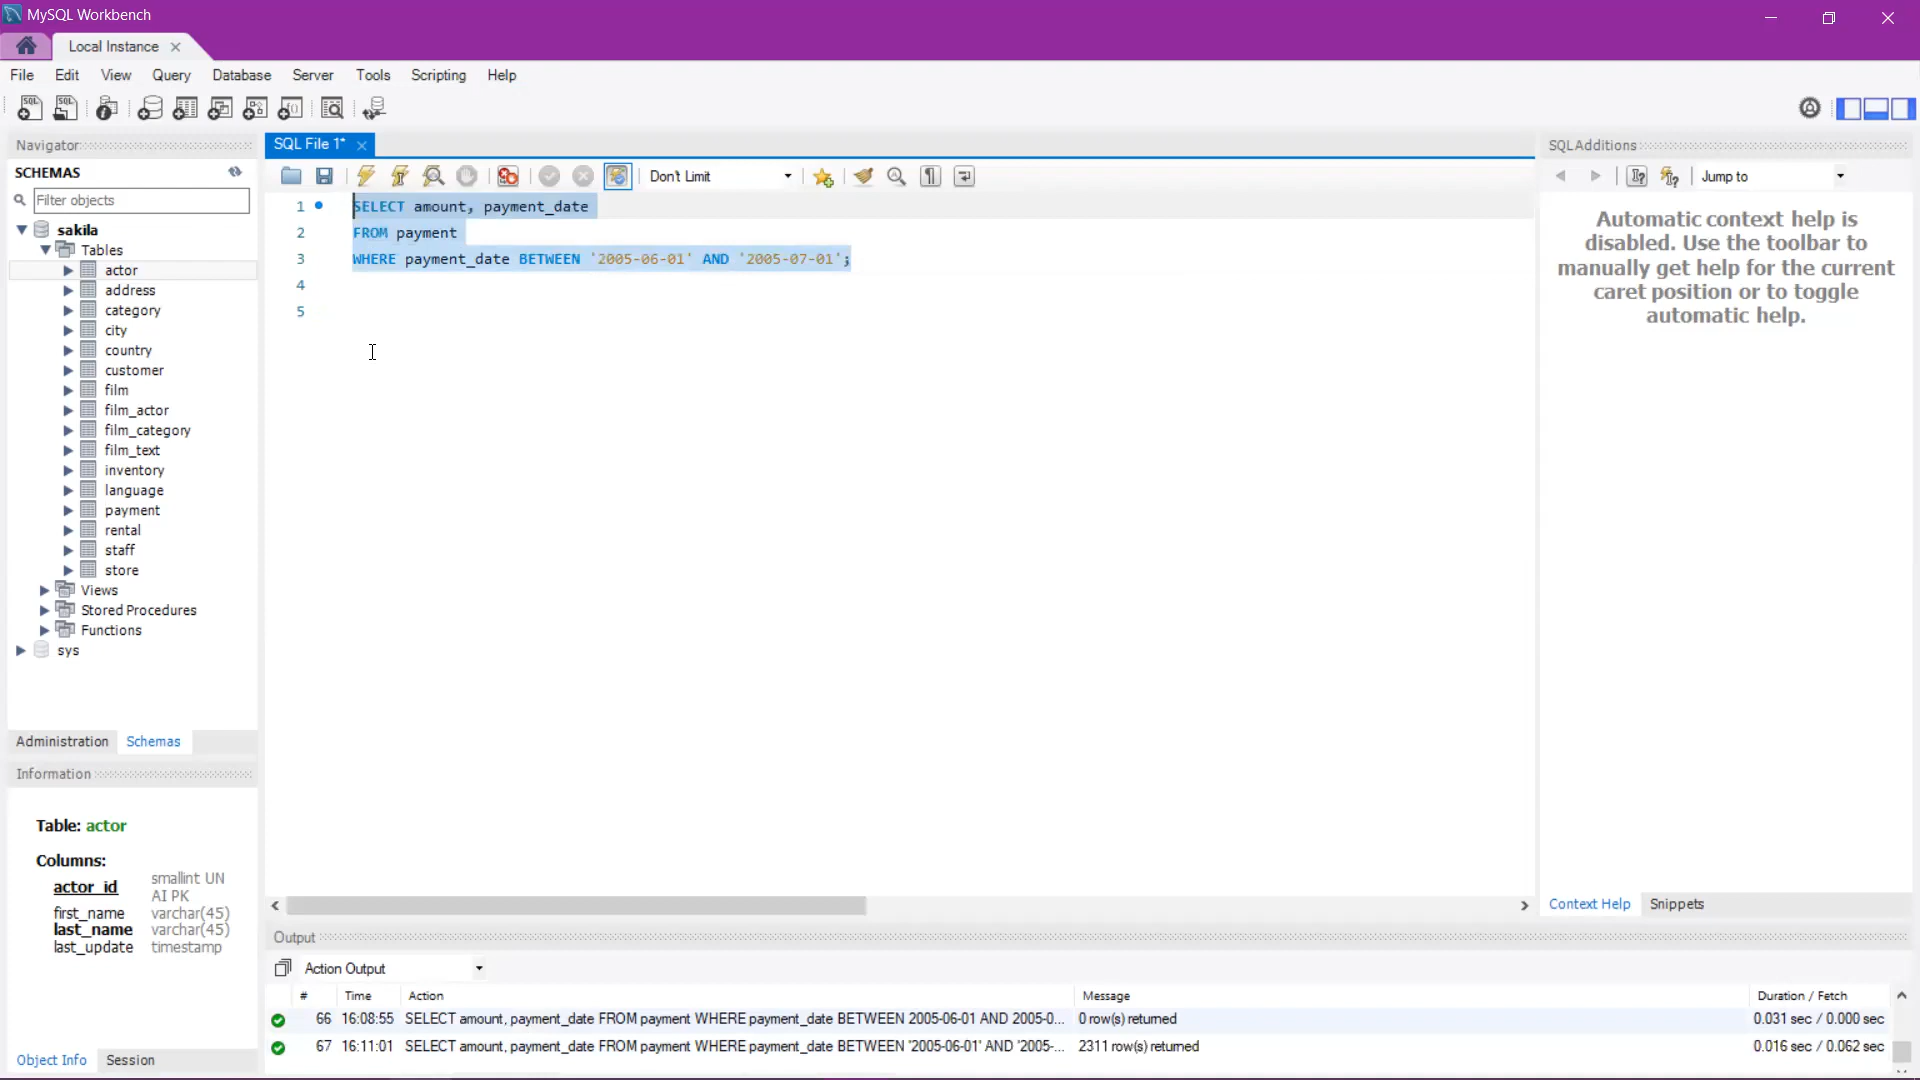 MySQL Workbench
Local Instance
File Edit View Query Database Server Tools Scripting Help
Navigator
SCHEMAS
Filter objects
sakila
Tables
actor
address
category
city
country
customer
film
film_actor
film_category
film_text
inventory
language
payment
rental
staff
store
Views
Stored Procedures
Functions
sys
Administration Schemas
Information
Table: actor
Columns:
actor_id smallint UN AI PK
first_name varchar(45)
last_name varchar(45)
last_update timestamp
Object Info Session
SQL File 1*
Don't Limit
1 SELECT amount, payment_date
2 FROM payment
3 WHERE payment_date BETWEEN '2005-06-01' AND '2005-07-01';
4
5
SQLAdditions
Jump to
Automatic context help is
disabled. Use the toolbar to
manually get help for the current
caret position or to toggle
automatic help.
Context Help Snippets
Output
Action Output
# Time Action Message Duration / Fetch
66 16:08:55 SELECT amount, payment_date FROM payment WHERE payment_date BETWEEN 2005-06-01 AND 2005-0... 0 row(s) returned 0.031 sec / 0.000 sec
67 16:11:01 SELECT amount, payment_date FROM payment WHERE payment_date BETWEEN '2005-06-01' AND '2005-... 2311 row(s) returned 0.016 sec / 0.062 sec